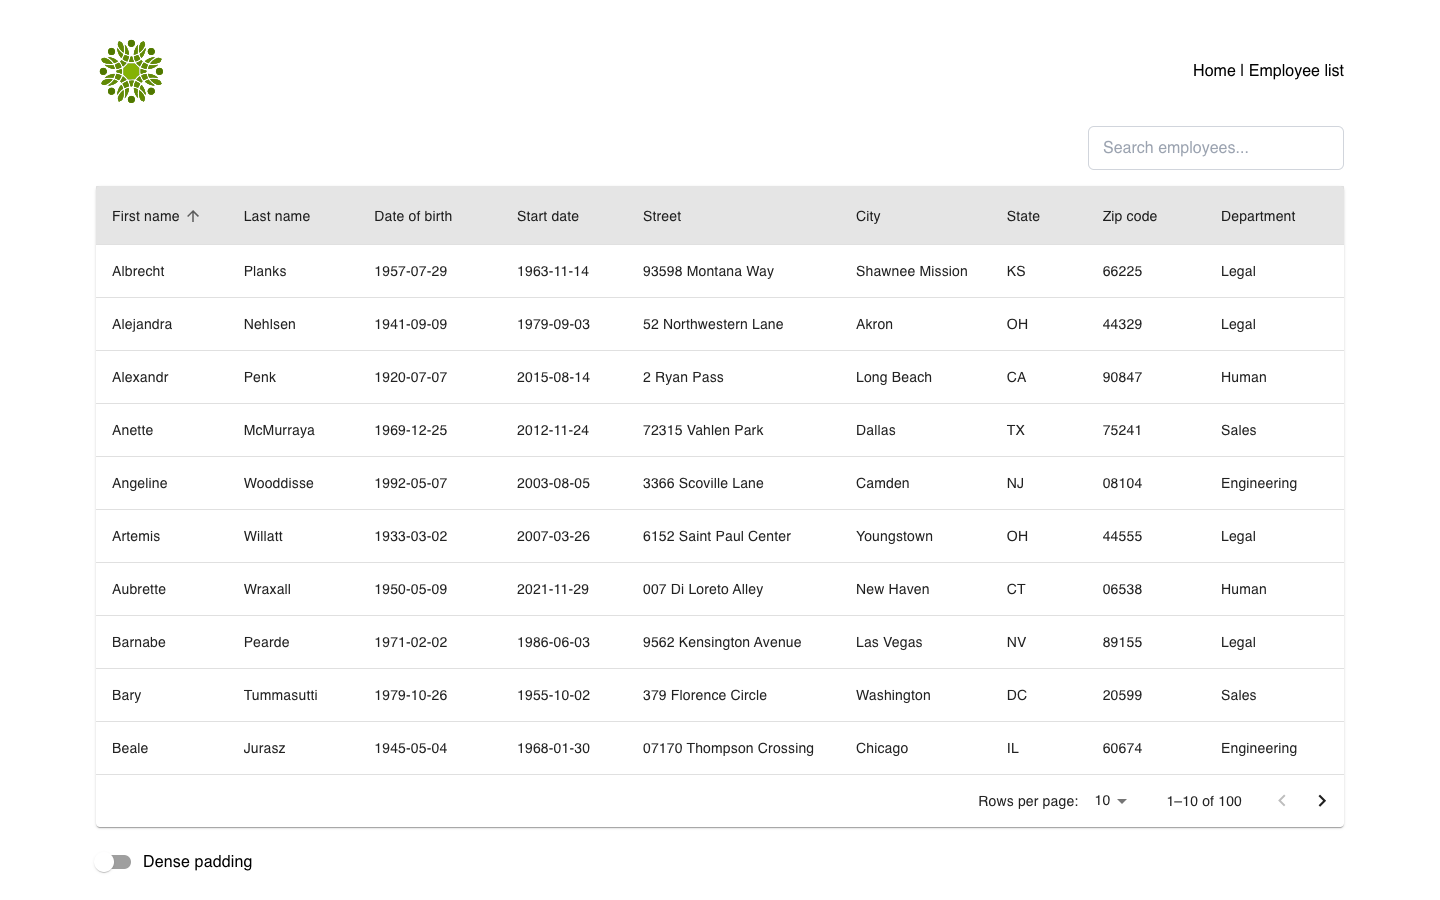 Home | Employee list
Search employees...
First name Last name Date of birth Start date Street City State Zip code Department
Albrecht Planks 1957-07-29 1963-11-14 93598 Montana Way Shawnee Mission KS 66225 Legal
Alejandra Nehlsen 1941-09-09 1979-09-03 52 Northwestern Lane Akron OH 44329 Legal
Alexandr Penk 1920-07-07 2015-08-14 2 Ryan Pass Long Beach CA 90847 Human
Anette McMurraya 1969-12-25 2012-11-24 72315 Vahlen Park Dallas TX 75241 Sales
Angeline Wooddisse 1992-05-07 2003-08-05 3366 Scoville Lane Camden NJ 08104 Engineering
Artemis Willatt 1933-03-02 2007-03-26 6152 Saint Paul Center Youngstown OH 44555 Legal
Aubrette Wraxall 1950-05-09 2021-11-29 007 Di Loreto Alley New Haven CT 06538 Human
Barnabe Pearde 1971-02-02 1986-06-03 9562 Kensington Avenue Las Vegas NV 89155 Legal
Bary Tummasutti 1979-10-26 1955-10-02 379 Florence Circle Washington DC 20599 Sales
Beale Jurasz 1945-05-04 1968-01-30 07170 Thompson Crossing Chicago IL 60674 Engineering
Rows per page: 10 1–10 of 100
Dense padding